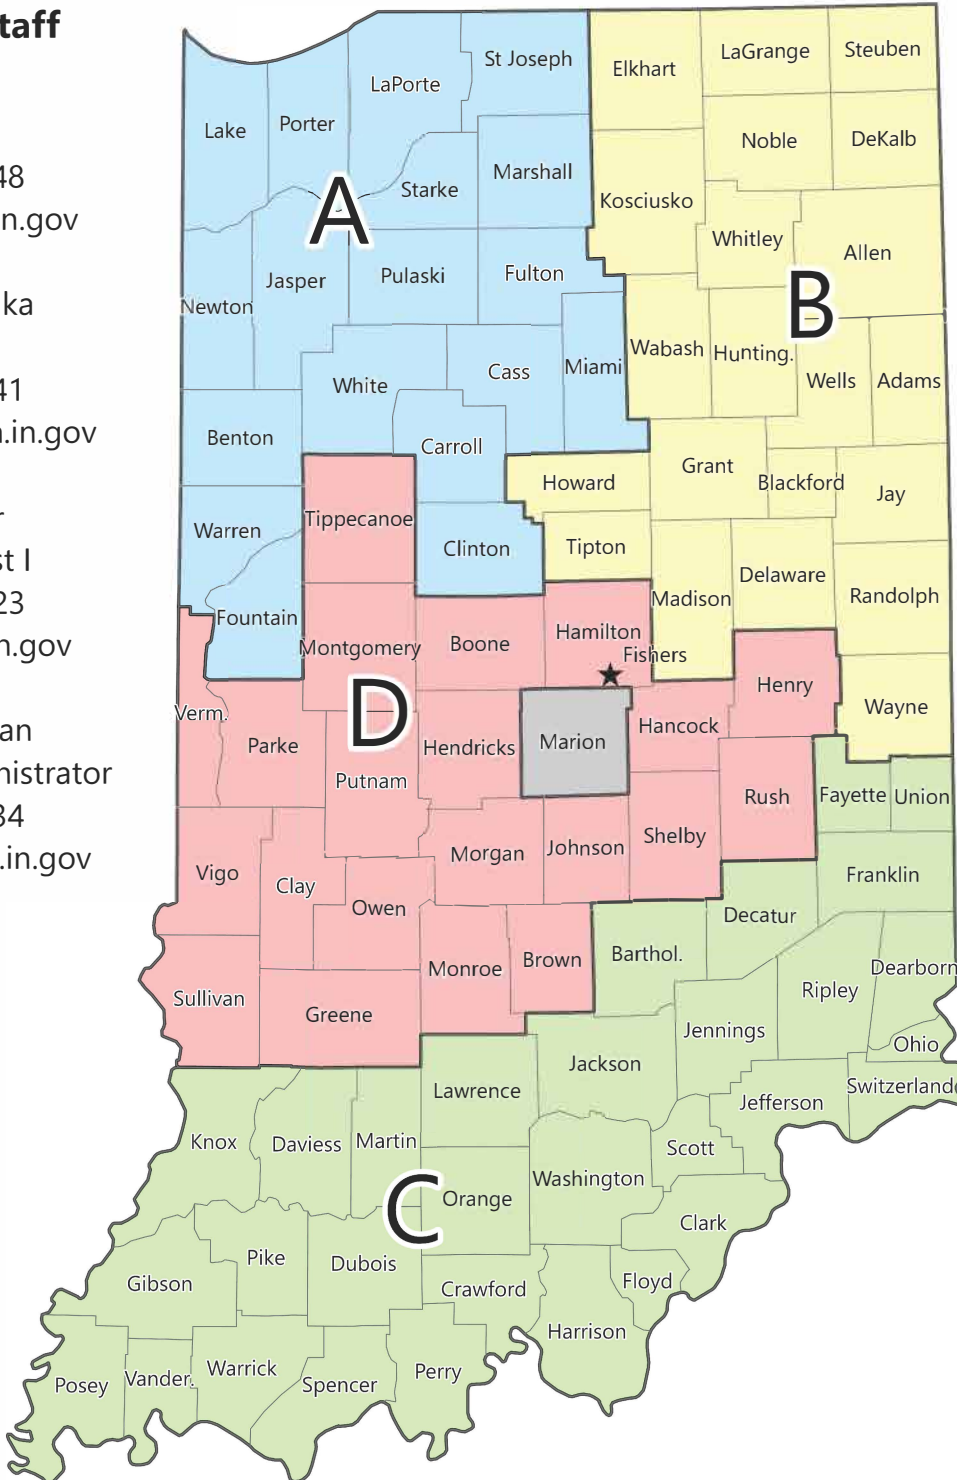 taff
48
n.gov
ka
41
n.in.gov
r
st I
23
n.gov
an
nistrator
34
.in.gov
St Joseph
LaGrange
Steuben
Elkhart
LaPorte
Lake
Porter
Noble
DeKalb
Marshall
Starke
Kosciusko
A
Whitley
Allen
Newton
Jasper
Pulaski
Fulton
B
Wabash
Hunting.
White
Cass
Miami
Wells
Adams
Benton
Carroll
Grant
Blackford
Jay
Howard
Warren
Tippecanoe
Clinton
Tipton
Delaware
Randolph
Madison
Fountain
Montgomery
Boone
Hamilton
Fishers
Henry
Wayne
Verm.
D
Parke
Hendricks
Marion
Hancock
Putnam
Rush
Fayette
Union
Shelby
Vigo
Clay
Morgan
Johnson
Franklin
Owen
Decatur
Barthol.
Brown
Monroe
Dearborn
Sullivan
Greene
Ripley
Jennings
Ohio
Jackson
Lawrence
Switzerland
Jefferson
Knox
Daviess
Martin
Scott
Washington
Orange
C
Clark
Pike
Dubois
Gibson
Crawford
Floyd
Harrison
Posey
Vander.
Warrick
Spencer
Perry